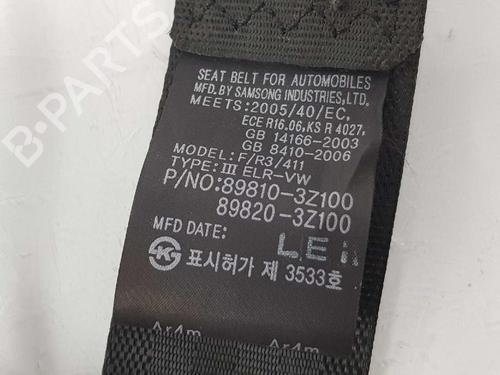 SEAT BELT FOR AUTOMOBILES
MFD.BY SAMSONG INDUSTRIES,LTD.
MEETS:2005/40/EC,
ECE R16.06,KS R 4027,
GB 14166-2003
GB 8410-2006
MODEL:F/R3/411
TYPE:III ELR-VW
P/NO:89810-3Z100
89820-3Z100
MFD DATE:
표시허가 제 3533호
B-PARTS